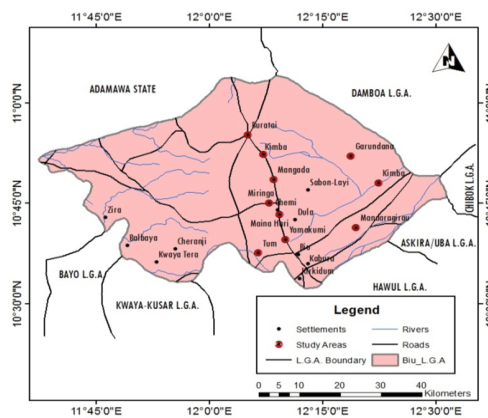 11°45'0"E 12°0'0"E 12°15'0"E 12°30'0"E
N
ADAMAWA STATE
DAMBOA L.G.A.
11°0'0"N
Buratai
Kimba
Garundana
Mangada
Kimba
Sabon-Layi
Miringa
Ghami
CHIBOK L.G.A
10°45'0"N
Zira
Maina Hari
Dula
Mandaragirau
Yamakumi
ASKIRA/UBA L.G.A.
Balbaya
Cheranji
Tum
Biu
Kwaya Tera
Kabura
BAYO L.G.A
HAWUL L.G.A.
10°30'0"N
KWAYA-KUSAR L.G.A.
Legend
Settlements Rivers
Study Areas Roads
L.G.A. Boundary Biu_L.G.A
0 5 10 20 30 40
Kilometers
11°45'0"E 12°0'0"E 12°15'0"E 12°30'0"E